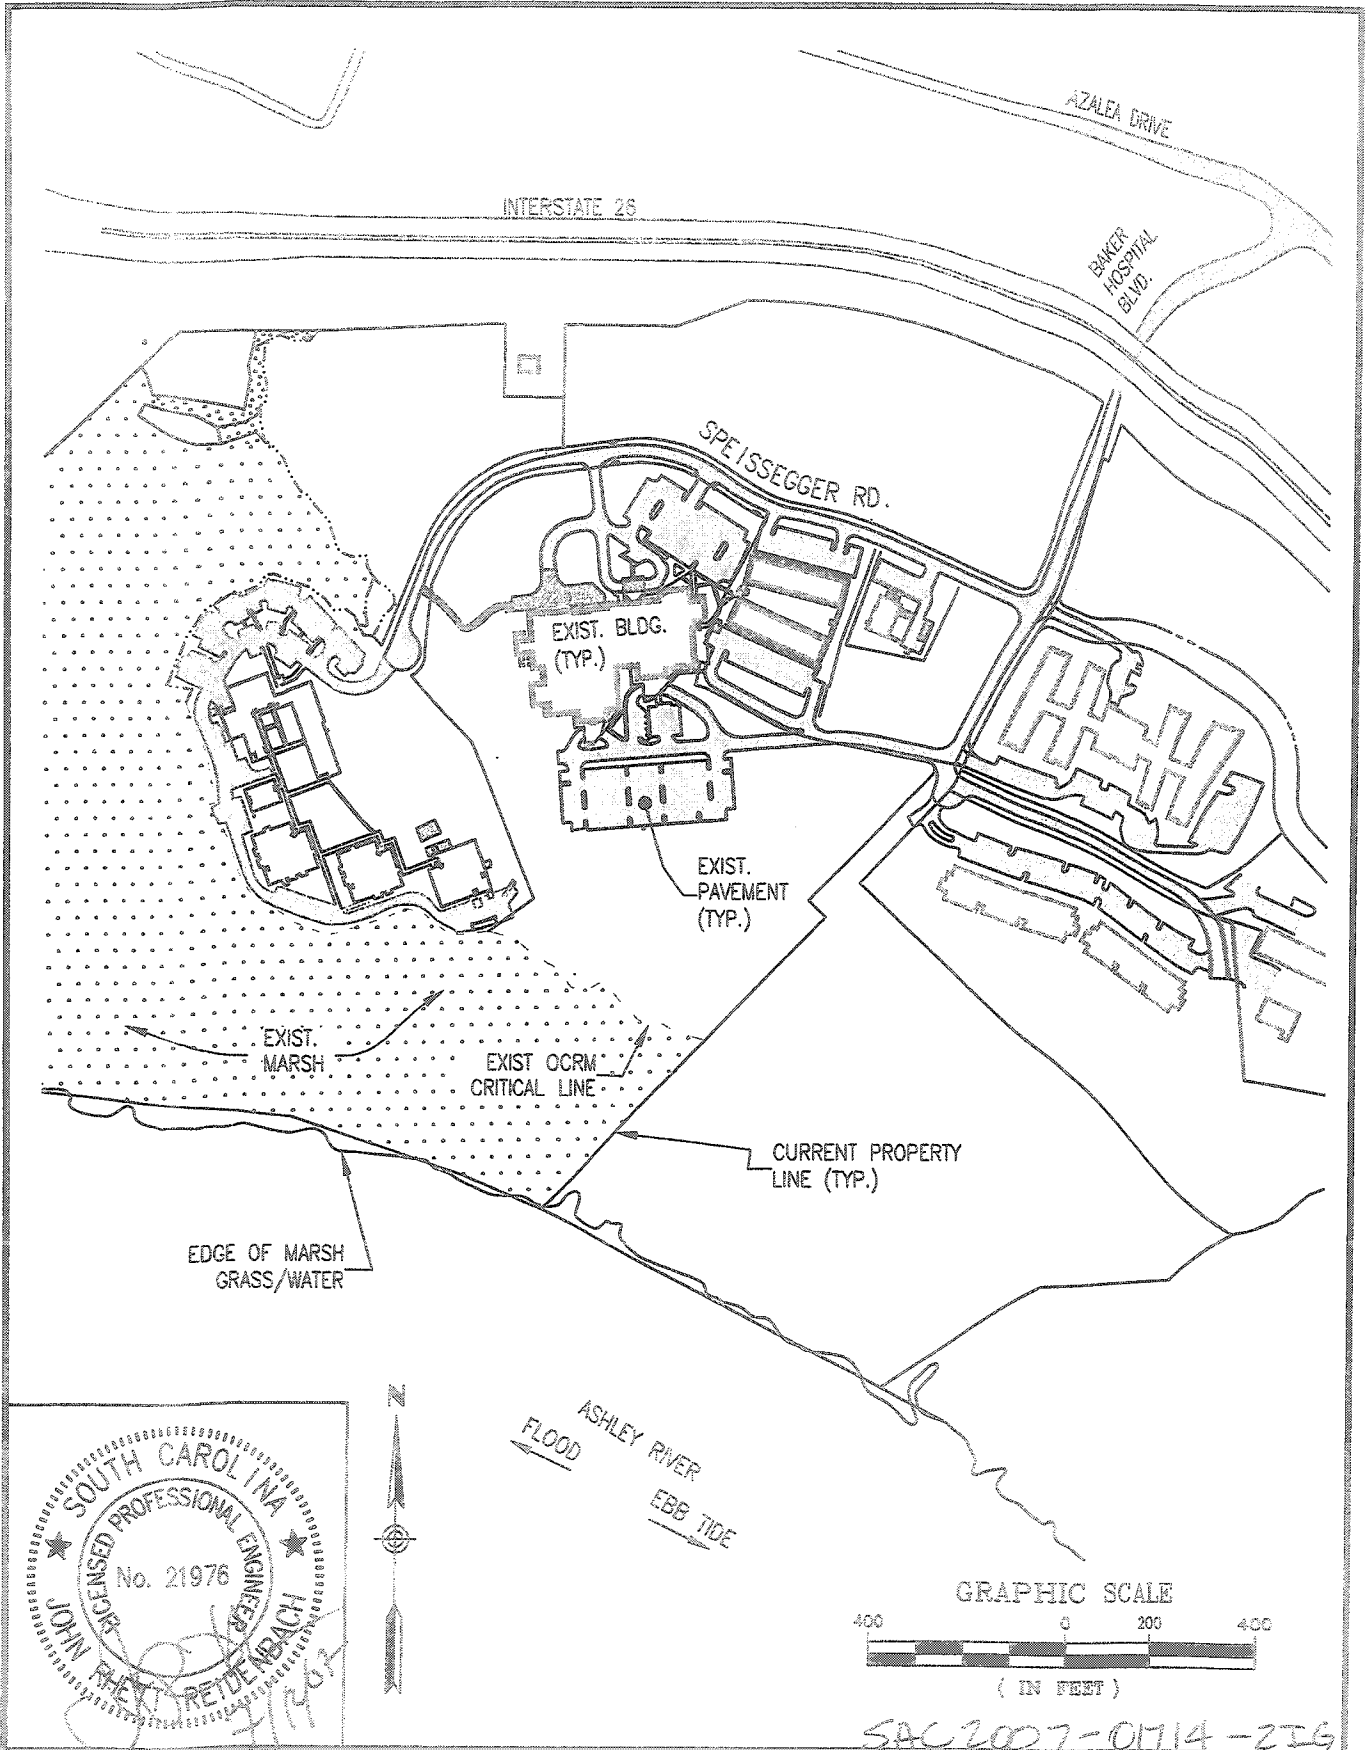 AZALEA DRIVE
INTERSTATE 26
BAKER
HOSPITAL
BLVD.
SPEISSEGGER RD.
EXIST. BLDG.
(TYP.)
EXIST.
PAVEMENT
(TYP.)
EXIST.
MARSH
EXIST OCRM
CRITICAL LINE
CURRENT PROPERTY
LINE (TYP.)
EDGE OF MARSH
GRASS/WATER
N
ASHLEY RIVER
FLOOD
EBB TIDE
SOUTH CAROLINA
LICENSED PROFESSIONAL ENGINEER
No. 21976
JOHN RHETT REIDENBACH
GRAPHIC SCALE
400 0 200 400
( IN FEET )
SAC 2007-01714-2IG